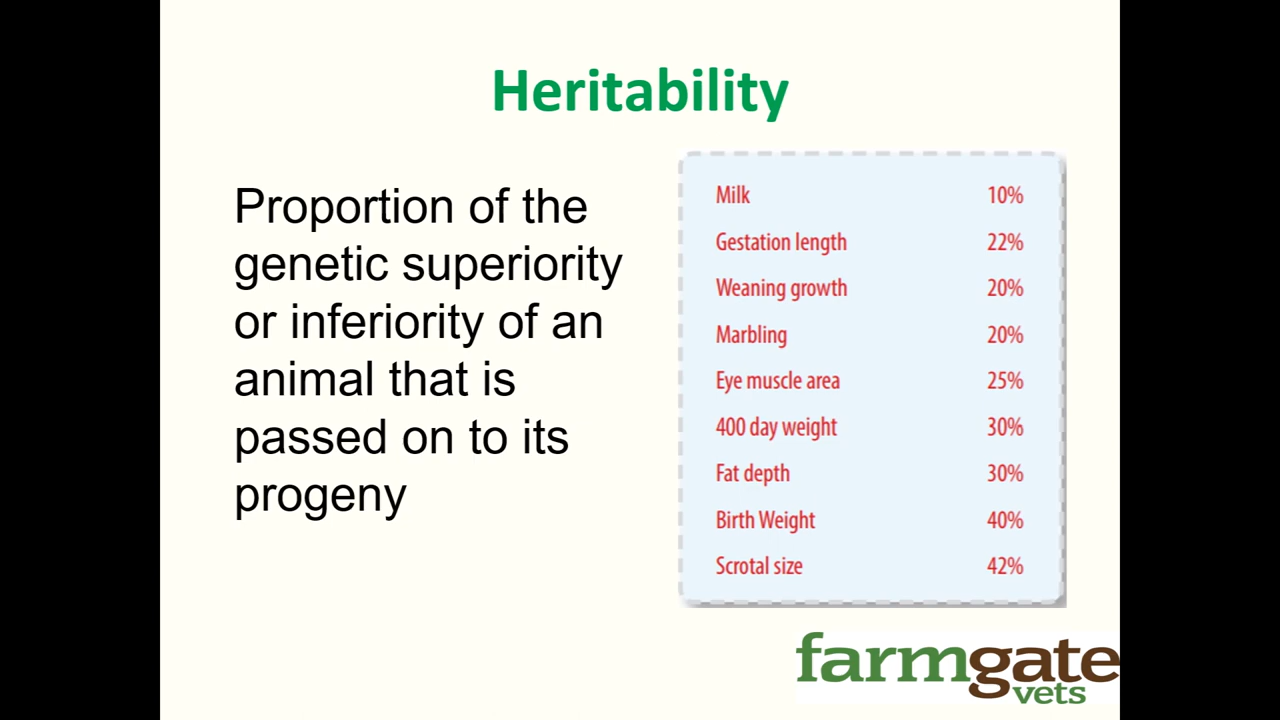 Heritability
Proportion of the
genetic superiority
or inferiority of an
animal that is
passed on to its
progeny
Milk 10%
Gestation length 22%
Weaning growth 20%
Marbling 20%
Eye muscle area 25%
400 day weight 30%
Fat depth 30%
Birth Weight 40%
Scrotal size 42%
farmgate
vets